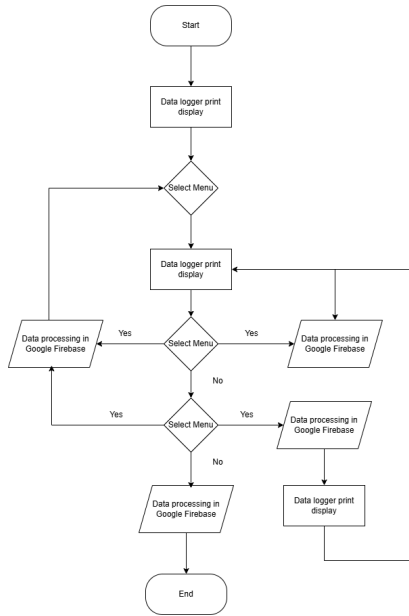 Start
Data logger print
display
Select Menu
Data logger print
display
Yes
Yes
Data processing in
Google Firebase
Select Menu
Data processing in
Google Firebase
No
Yes
Yes
Select Menu
Data processing in
Google Firebase
No
Data processing in
Google Firebase
Data logger print
display
End